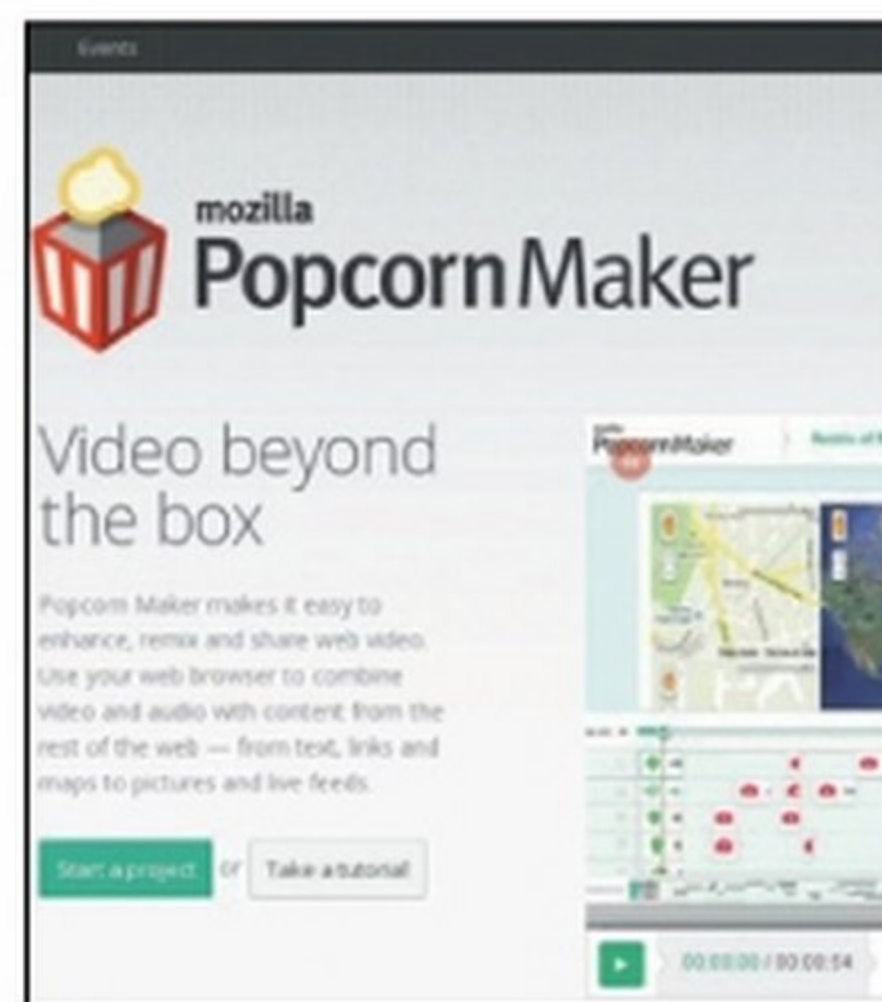 Events
mozilla
Popcorn Maker
Video beyond
the box
Popcorn Maker makes it easy to
enhance, remix and share web video.
Use your web browser to combine
video and audio with content from the
rest of the web — from text, links and
maps to pictures and live feeds.
Start a project or Take a tutorial
PopcornMaker
00:00:00 / 00:00:54